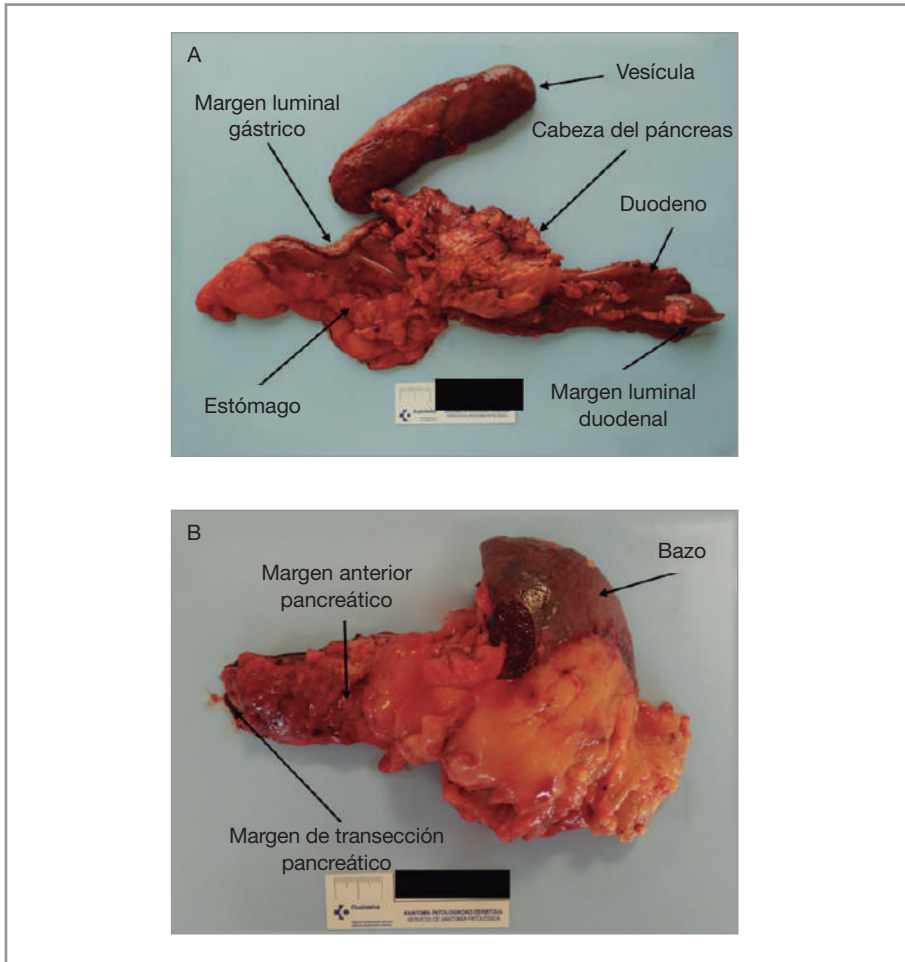 A
Vesícula
Margen luminal
gástrico
Cabeza del páncreas
Duodeno
Estómago
Margen luminal
duodenal
B
Bazo
Margen anterior
pancreático
Margen de transección
pancreático
Osakidetza
ANATOMIA PATOLOGIKOKO ZERBITZUA
SERVICIO DE ANATOMÍA PATOLÓGICA